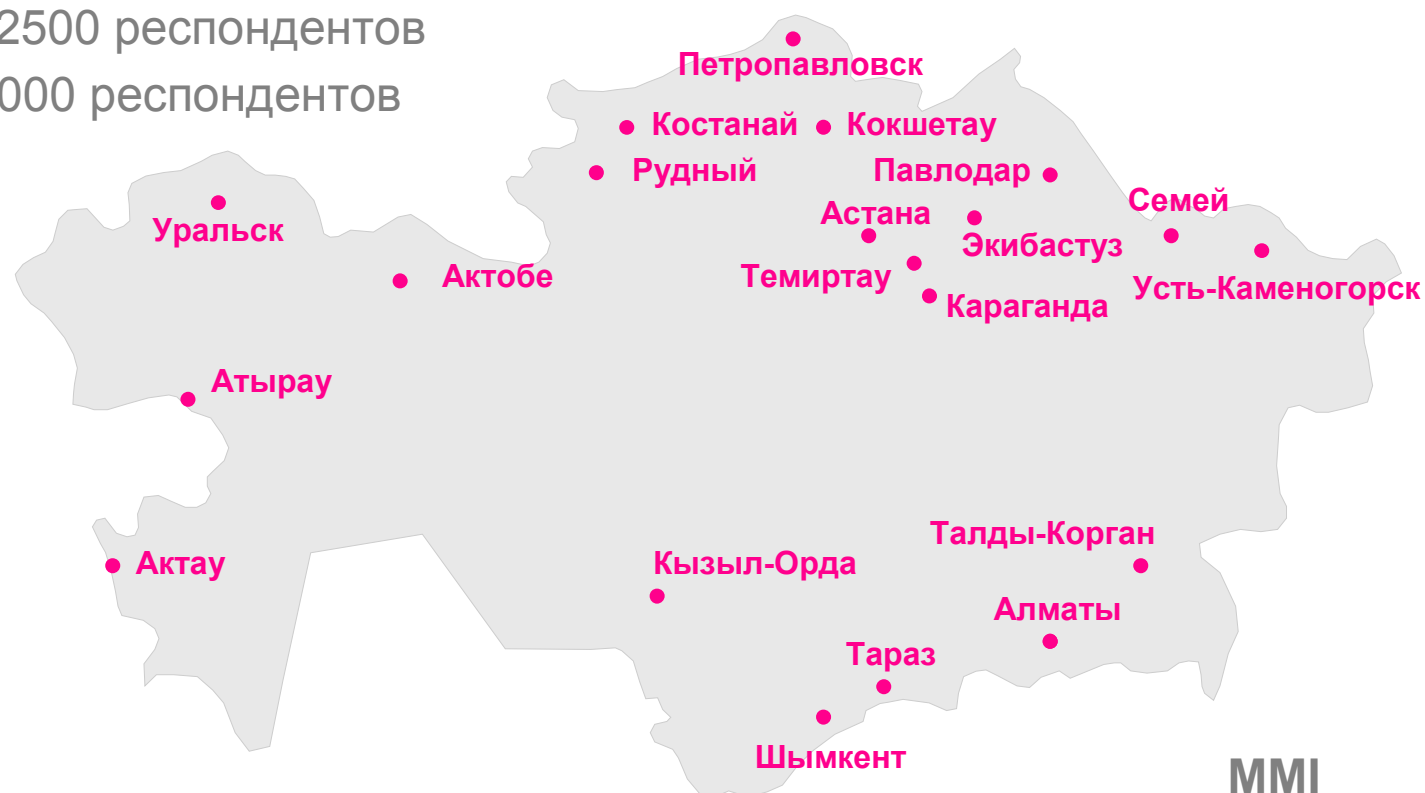 2500 респондентов
000 респондентов
Петропавловск
Костанай
Кокшетау
Рудный
Павлодар
Семей
Астана
Уральск
Экибастуз
Темиртау
Актобе
Усть-Каменогорск
Караганда
Атырау
Талды-Корган
Актау
Кызыл-Орда
Алматы
Тараз
Шымкент
MMI